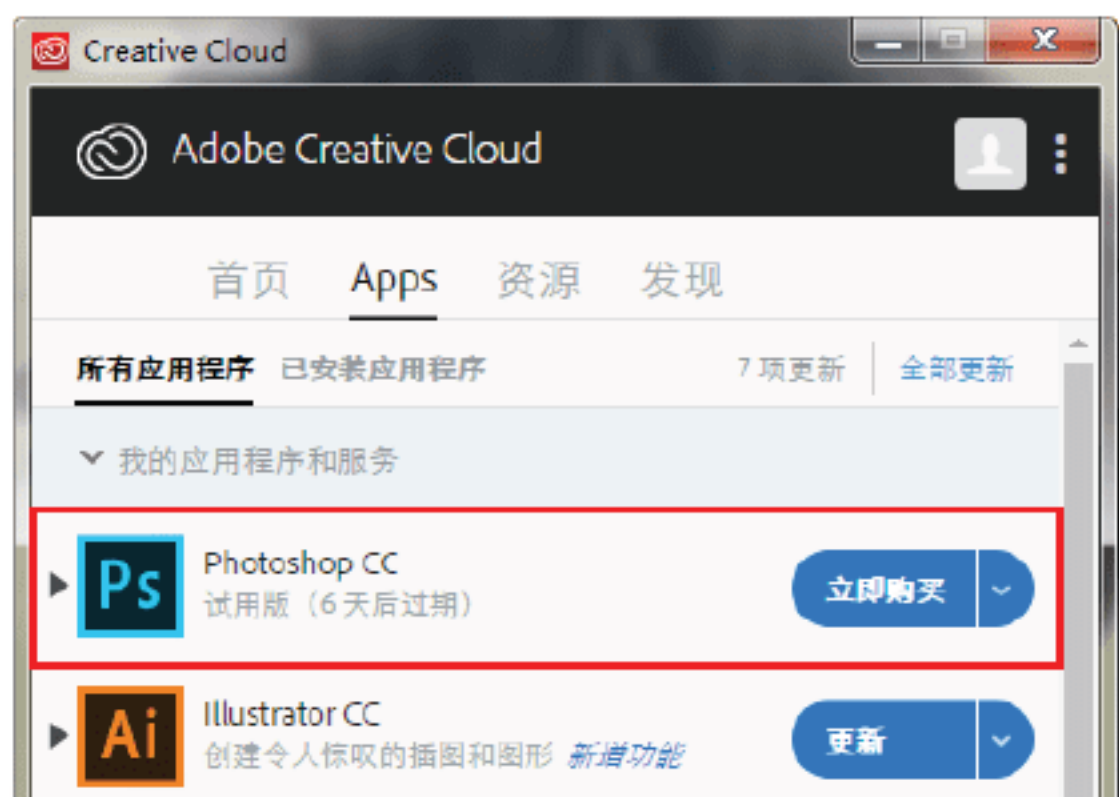 Creative Cloud
Adobe Creative Cloud
首页 Apps 资源 发现
所有应用程序 已安装应用程序 7 项更新 全部更新
我的应用程序和服务
Ps Photoshop CC
试用版（6 天后过期） 立即购买
Ai Illustrator CC
创建令人惊叹的插图和图形 新增功能 更新